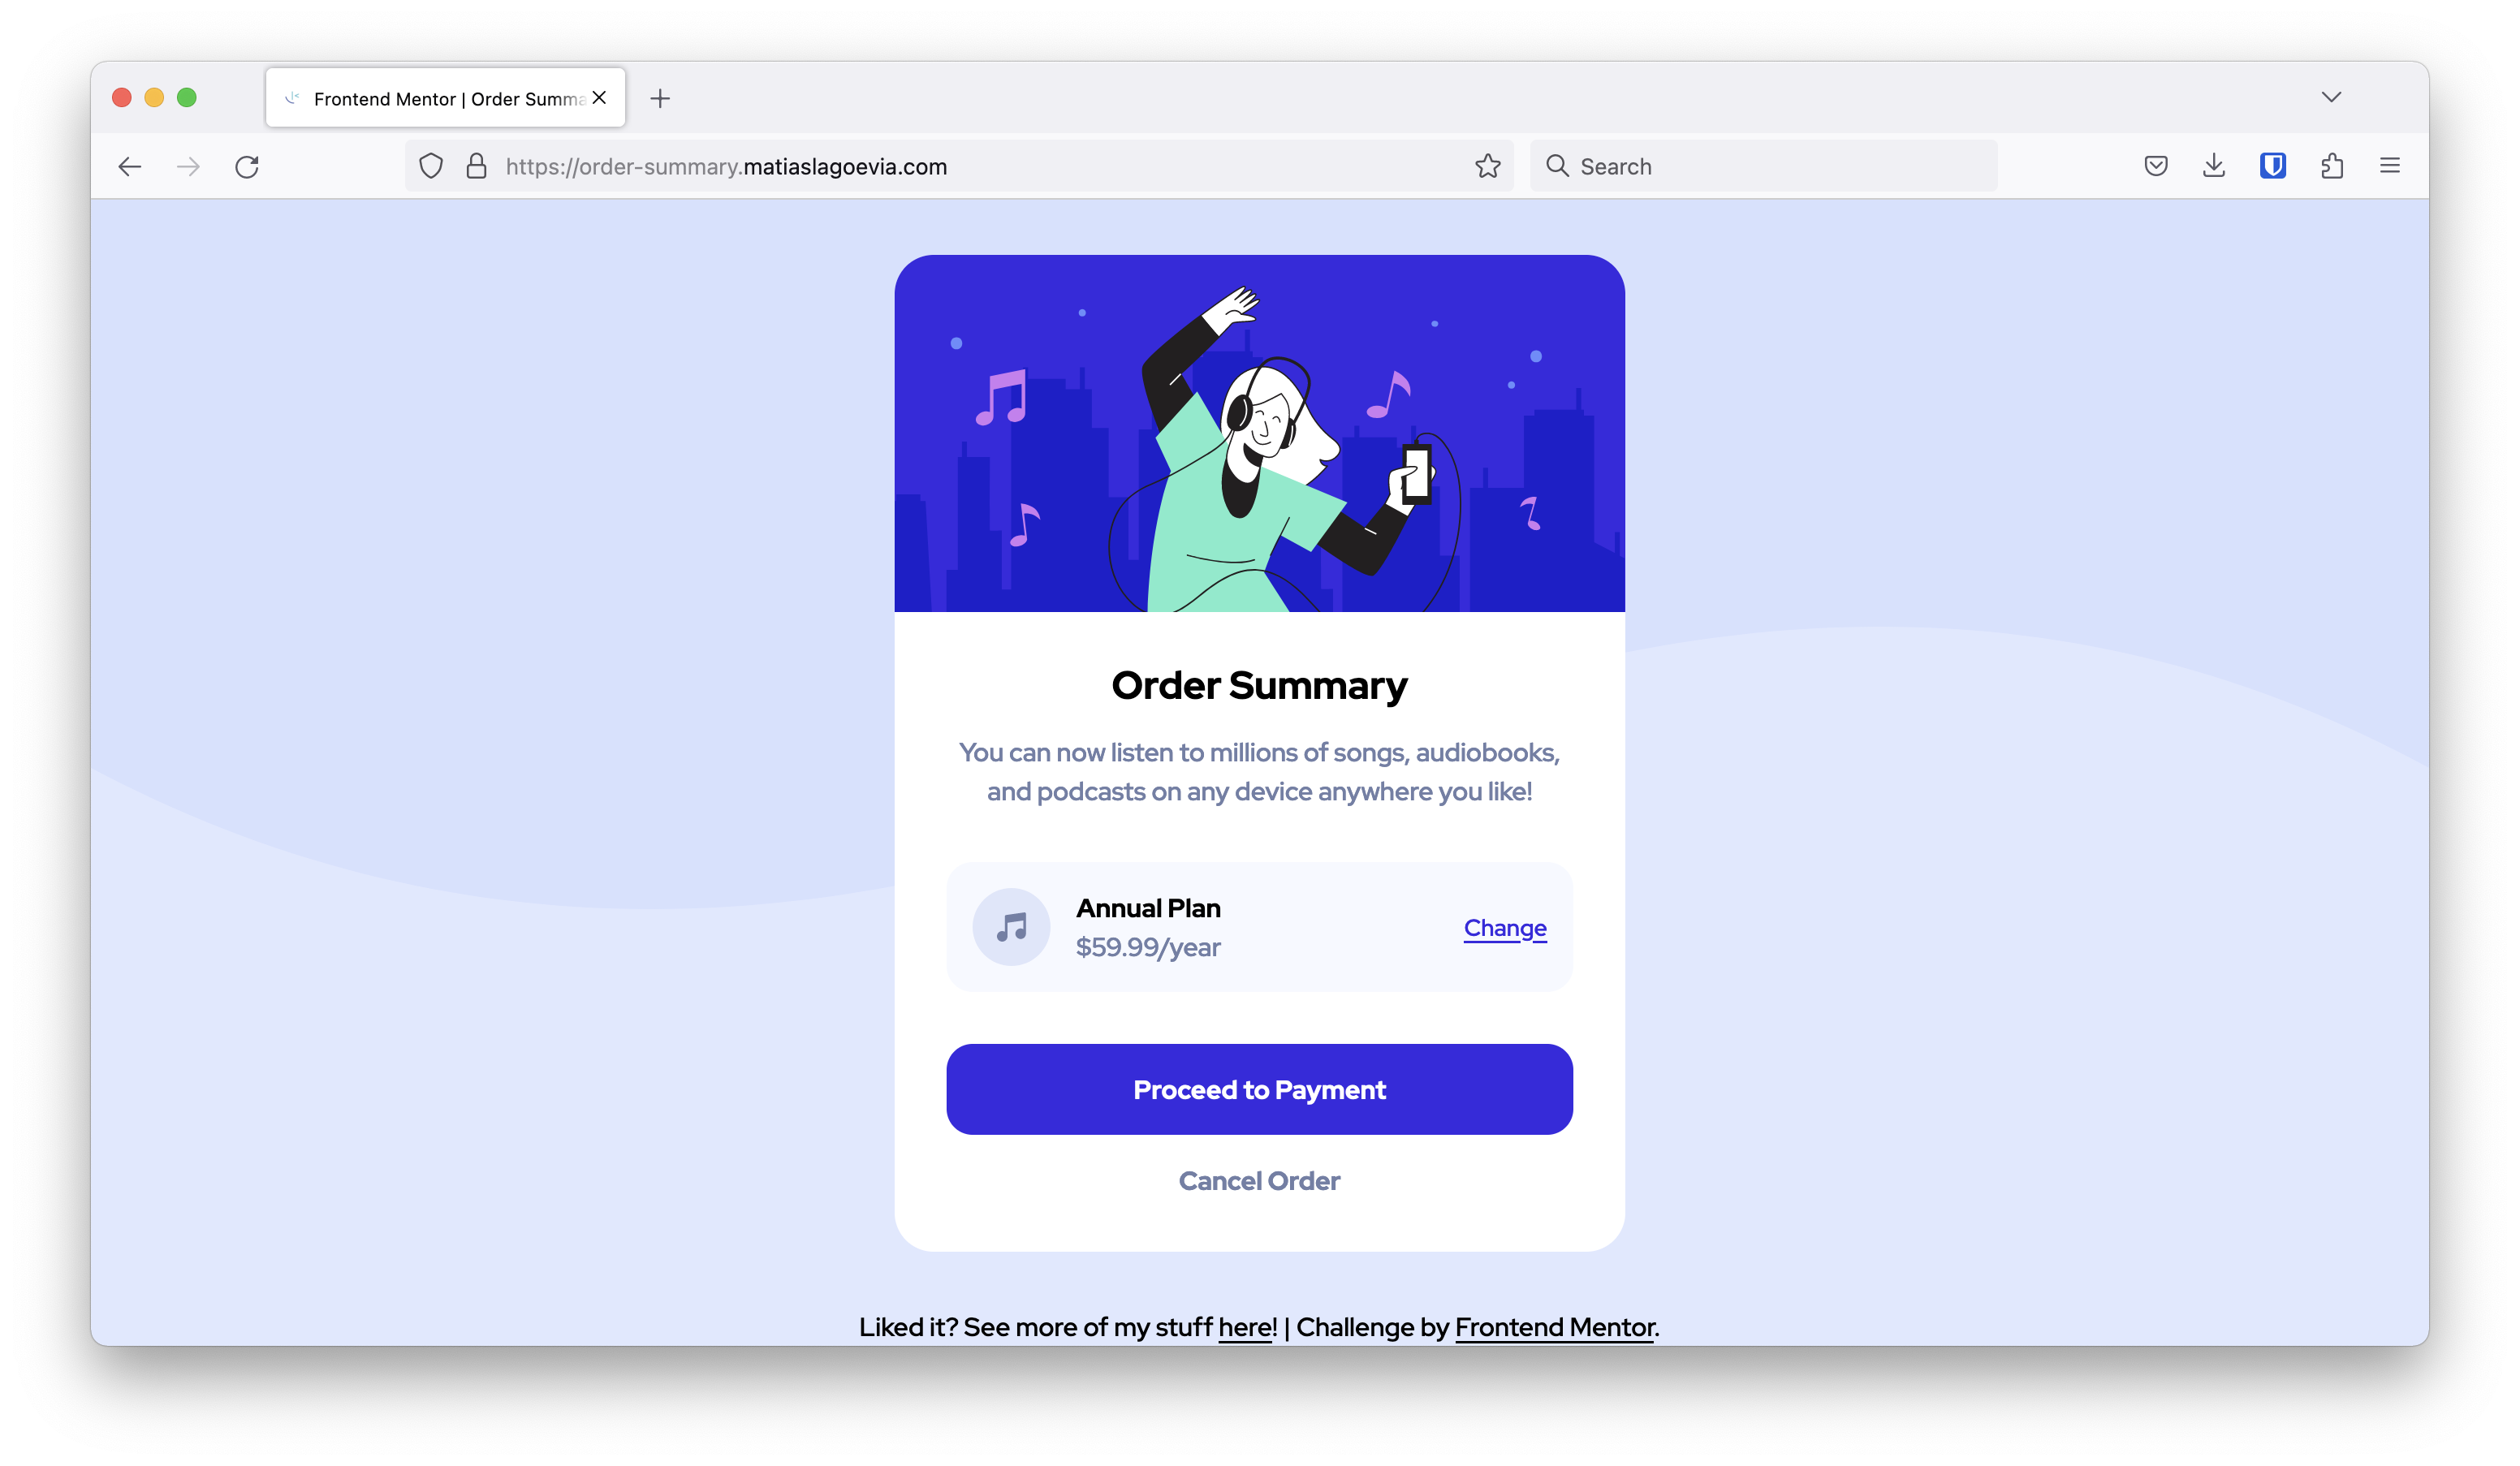 Frontend Mentor | Order Summa
https://order-summary.matiaslagoevia.com
Search
Order Summary
You can now listen to millions of songs, audiobooks,
and podcasts on any device anywhere you like!
Annual Plan
$59.99/year
Change
Proceed to Payment
Cancel Order
Liked it? See more of my stuff here! | Challenge by Frontend Mentor.